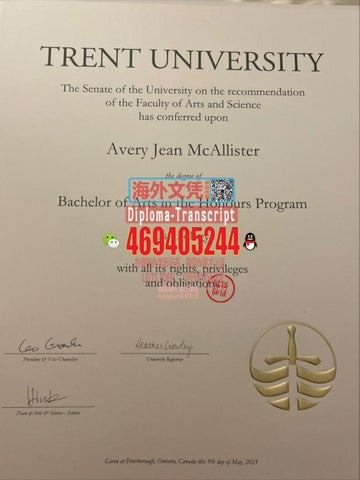 TRENT UNIVERSITY
The Senate of the University on the recommendation
of the Faculty of Arts and Science
has conferred upon
Avery Jean McAllister
the degree of
海外文凭
Bachelor of Arts in the Honours Program
Diploma-Transcript
469405244
with all its rights, privileges
and obligations
Heather Crowley
President & Vice Chancellor
University Registrar
Dean of Arts & Science - Science
Given at Peterborough, Ontario, Canada this 9th day of May, 2023